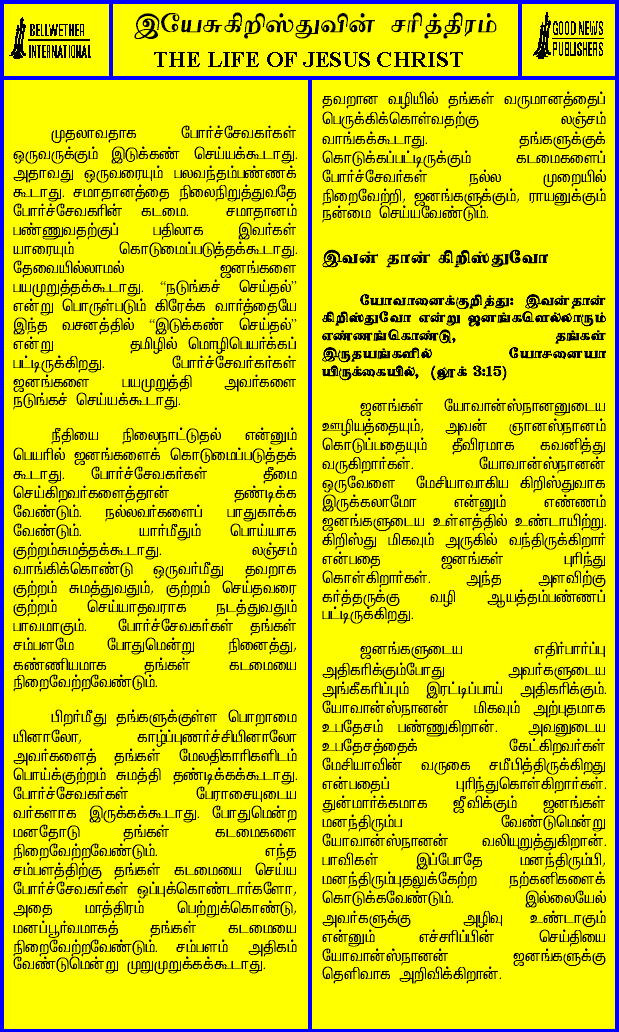 BELLWETHER
INTERNATIONAL
இயேசுகிறிஸ்துவின் சரித்திரம்
THE LIFE OF JESUS CHRIST
GOOD NEWS
PUBLISHERS
முதலாவதாக போர்ச்சேவகர்கள்
ஒருவருக்கும் இடுக்கண் செய்யக்கூடாது.
அதாவது ஒருவரையும் பலவந்தம்பண்ணக்
கூடாது. சமாதானத்தை நிலைநிறுத்துவதே
போர்ச்சேவகரின் கடமை. சமாதானம்
பண்ணுவதற்குப் பதிலாக இவர்கள்
யாரையும் கொடுமைப்படுத்தக்கூடாது.
தேவையில்லாமல் ஜனங்களை
பயமுறுத்தக்கூடாது. “நடுங்கச் செய்தல்”
என்று பொருள்படும் கிரேக்க வார்த்தையே
இந்த வசனத்தில் “இடுக்கண் செய்தல்”
என்று தமிழில் மொழிபெயர்க்கப்
பட்டிருக்கிறது. போர்ச்சேவகர்கள்
ஜனங்களை பயமுறுத்தி அவர்களை
நடுங்கச் செய்யக்கூடாது.
நீதியை நிலைநாட்டுதல் என்னும்
பெயரில் ஜனங்களைக் கொடுமைப்படுத்தக்
கூடாது. போர்ச்சேவகர்கள் தீமை
செய்கிறவர்களைத்தான் தண்டிக்க
வேண்டும். நல்லவர்களைப் பாதுகாக்க
வேண்டும். யார்மீதும் பொய்யாக
குற்றம்சுமத்தக்கூடாது. லஞ்சம்
வாங்கிக்கொண்டு ஒருவர்மீது தவறாக
குற்றம் சுமத்துவதும், குற்றம் செய்தவரை
குற்றம் செய்யாதவராக நடத்துவதும்
பாவமாகும். போர்ச்சேவகர்கள் தங்கள்
சம்பளமே போதுமென்று நினைத்து,
கண்ணியமாக தங்கள் கடமையை
நிறைவேற்றவேண்டும்.
பிறர்மீது தங்களுக்குள்ள பொறாமை
யினாலோ, காழ்ப்புணர்ச்சியினாலோ
அவர்களைத் தங்கள் மேலதிகாரிகளிடம்
பொய்க்குற்றம் சுமத்தி தண்டிக்கக்கூடாது.
போர்ச்சேவகர்கள் பேராசையுடைய
வர்களாக இருக்கக்கூடாது. போதுமென்ற
மனதோடு தங்கள் கடமைகளை
நிறைவேற்றவேண்டும். எந்த
சம்பளத்திற்கு தங்கள் கடமையை செய்ய
போர்ச்சேவகர்கள் ஒப்புக்கொண்டார்களோ,
அதை மாத்திரம் பெற்றுக்கொண்டு,
மனப்பூர்வமாகத் தங்கள் கடமையை
நிறைவேற்றவேண்டும். சம்பளம் அதிகம்
வேண்டுமென்று முறுமுறுக்கக்கூடாது.
தவறான வழியில் தங்கள் வருமானத்தைப்
பெருக்கிக்கொள்வதற்கு லஞ்சம்
வாங்கக்கூடாது. தங்களுக்குக்
கொடுக்கப்பட்டிருக்கும் கடமைகளைப்
போர்ச்சேவகர்கள் நல்ல முறையில்
நிறைவேற்றி, ஜனங்களுக்கும், ராயனுக்கும்
நன்மை செய்யவேண்டும்.
இவன் தான் கிறிஸ்துவோ
யோவானைக்குறித்து: இவன்தான்
கிறிஸ்துவோ என்று ஜனங்களெல்லாரும்
எண்ணங்கொண்டு, தங்கள்
இருதயங்களில் யோசனையா
யிருக்கையில், (லூக் 3:15)
ஜனங்கள் யோவான்ஸ்நானனுடைய
ஊழியத்தையும், அவன் ஞானஸ்நானம்
கொடுப்பதையும் தீவிரமாக கவனித்து
வருகிறார்கள். யோவான்ஸ்நானன்
ஒருவேளை மேசியாவாகிய கிறிஸ்துவாக
இருக்கலாமோ என்னும் எண்ணம்
ஜனங்களுடைய உள்ளத்தில் உண்டாயிற்று.
கிறிஸ்து மிகவும் அருகில் வந்திருக்கிறார்
என்பதை ஜனங்கள் புரிந்து
கொள்கிறார்கள். அந்த அளவிற்கு
கர்த்தருக்கு வழி ஆயத்தம்பண்ணப்
பட்டிருக்கிறது.
ஜனங்களுடைய எதிர்பார்ப்பு
அதிகரிக்கும்போது அவர்களுடைய
அங்கீகரிப்பும் இரட்டிப்பாய் அதிகரிக்கும்.
யோவான்ஸ்நானன் மிகவும் அற்புதமாக
உபதேசம் பண்ணுகிறான். அவனுடைய
உபதேசத்தைக் கேட்கிறவர்கள்
மேசியாவின் வருகை சமீபித்திருக்கிறது
என்பதைப் புரிந்துகொள்கிறார்கள்.
துன்மார்க்கமாக ஜீவிக்கும் ஜனங்கள்
மனந்திரும்ப வேண்டுமென்று
யோவான்ஸ்நானன் வலியுறுத்துகிறான்.
பாவிகள் இப்போதே மனந்திரும்பி,
மனந்திரும்புதலுக்கேற்ற நற்கனிகளைக்
கொடுக்கவேண்டும். இல்லையேல்
அவர்களுக்கு அழிவு உண்டாகும்
என்னும் எச்சரிப்பின் செய்தியை
யோவான்ஸ்நானன் ஜனங்களுக்கு
தெளிவாக அறிவிக்கிறான்.